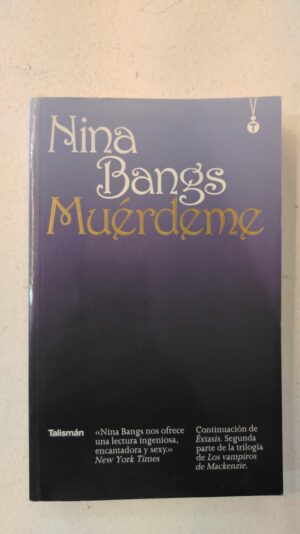 Nina
Bangs
Muérdeme
T
Talismán
«Nina Bangs nos ofrece
una lectura ingeniosa,
encantadora y sexy.»
New York Times
Continuación de
Éxtasis. Segunda
parte de la trilogía
de Los vampiros
de Mackenzie.